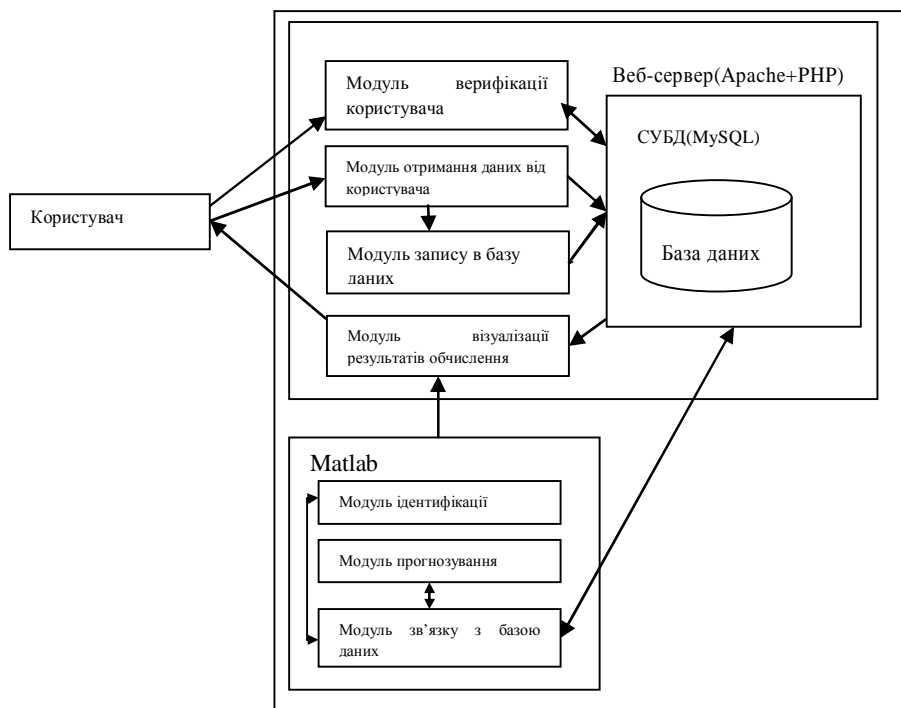 Веб-сервер(Apache+PHP)
Модуль верифікації
користувача
СУБД(MySQL)
Модуль отримання даних від
користувача
Користувач
Модуль запису в базу
даних
База даних
Модуль візуалізації
результатів обчислення
Matlab
Модуль ідентифікації
Модуль прогнозування
Модуль зв’язку з базою
даних